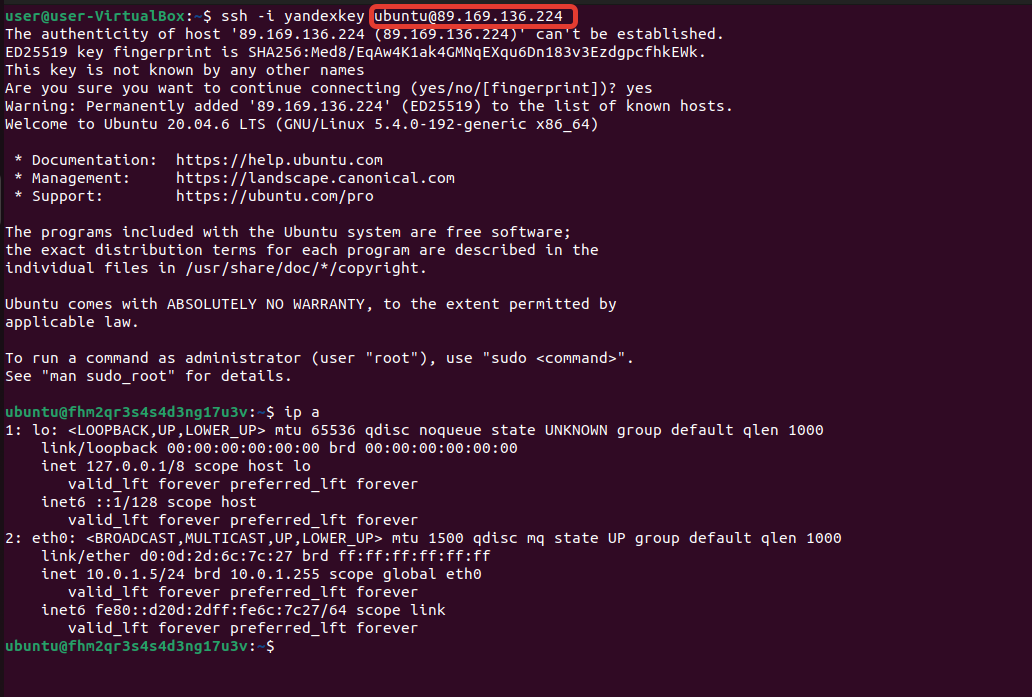 user@user-VirtualBox:~$ ssh -i yandexkey ubuntu@89.169.136.224
The authenticity of host '89.169.136.224 (89.169.136.224)' can't be established.
ED25519 key fingerprint is SHA256:Med8/EqAw4K1ak4GMNqEXqu6Dn183v3EzdgpcfhkEWk.
This key is not known by any other names
Are you sure you want to continue connecting (yes/no/[fingerprint])? yes
Warning: Permanently added '89.169.136.224' (ED25519) to the list of known hosts.
Welcome to Ubuntu 20.04.6 LTS (GNU/Linux 5.4.0-192-generic x86_64)
* Documentation:  https://help.ubuntu.com
* Management:     https://landscape.canonical.com
* Support:        https://ubuntu.com/pro
The programs included with the Ubuntu system are free software;
the exact distribution terms for each program are described in the
individual files in /usr/share/doc/*/copyright.
Ubuntu comes with ABSOLUTELY NO WARRANTY, to the extent permitted by
applicable law.
To run a command as administrator (user "root"), use "sudo <command>".
See "man sudo_root" for details.
ubuntu@fhm2qr3s4s4d3ng17u3v:~$ ip a
1: lo: <LOOPBACK,UP,LOWER_UP> mtu 65536 qdisc noqueue state UNKNOWN group default qlen 1000
link/loopback 00:00:00:00:00:00 brd 00:00:00:00:00:00
inet 127.0.0.1/8 scope host lo
valid_lft forever preferred_lft forever
inet6 ::1/128 scope host
valid_lft forever preferred_lft forever
2: eth0: <BROADCAST,MULTICAST,UP,LOWER_UP> mtu 1500 qdisc mq state UP group default qlen 1000
link/ether d0:0d:2d:6c:7c:27 brd ff:ff:ff:ff:ff:ff
inet 10.0.1.5/24 brd 10.0.1.255 scope global eth0
valid_lft forever preferred_lft forever
inet6 fe80::d20d:2dff:fe6c:7c27/64 scope link
valid_lft forever preferred_lft forever
ubuntu@fhm2qr3s4s4d3ng17u3v:~$